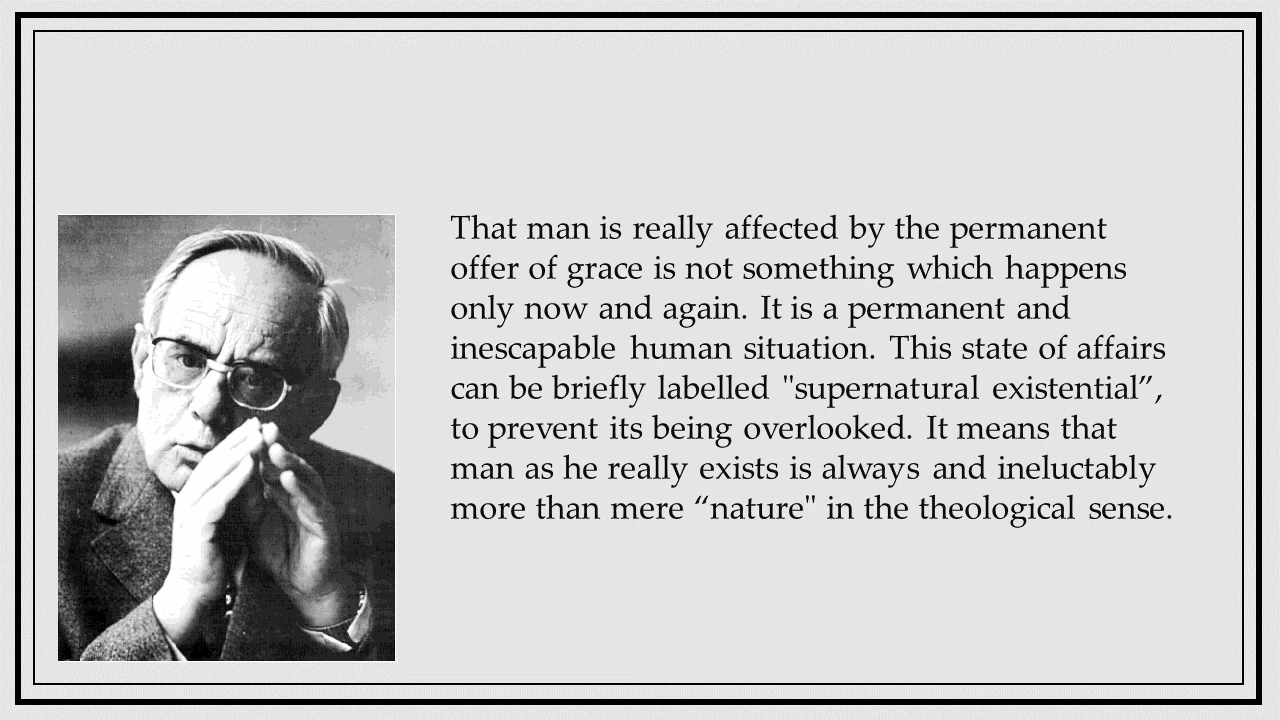 That man is really affected by the permanent
offer of grace is not something which happens
only now and again. It is a permanent and
inescapable human situation. This state of affairs
can be briefly labelled "supernatural existential”,
to prevent its being overlooked. It means that
man as he really exists is always and ineluctably
more than mere “nature" in the theological sense.